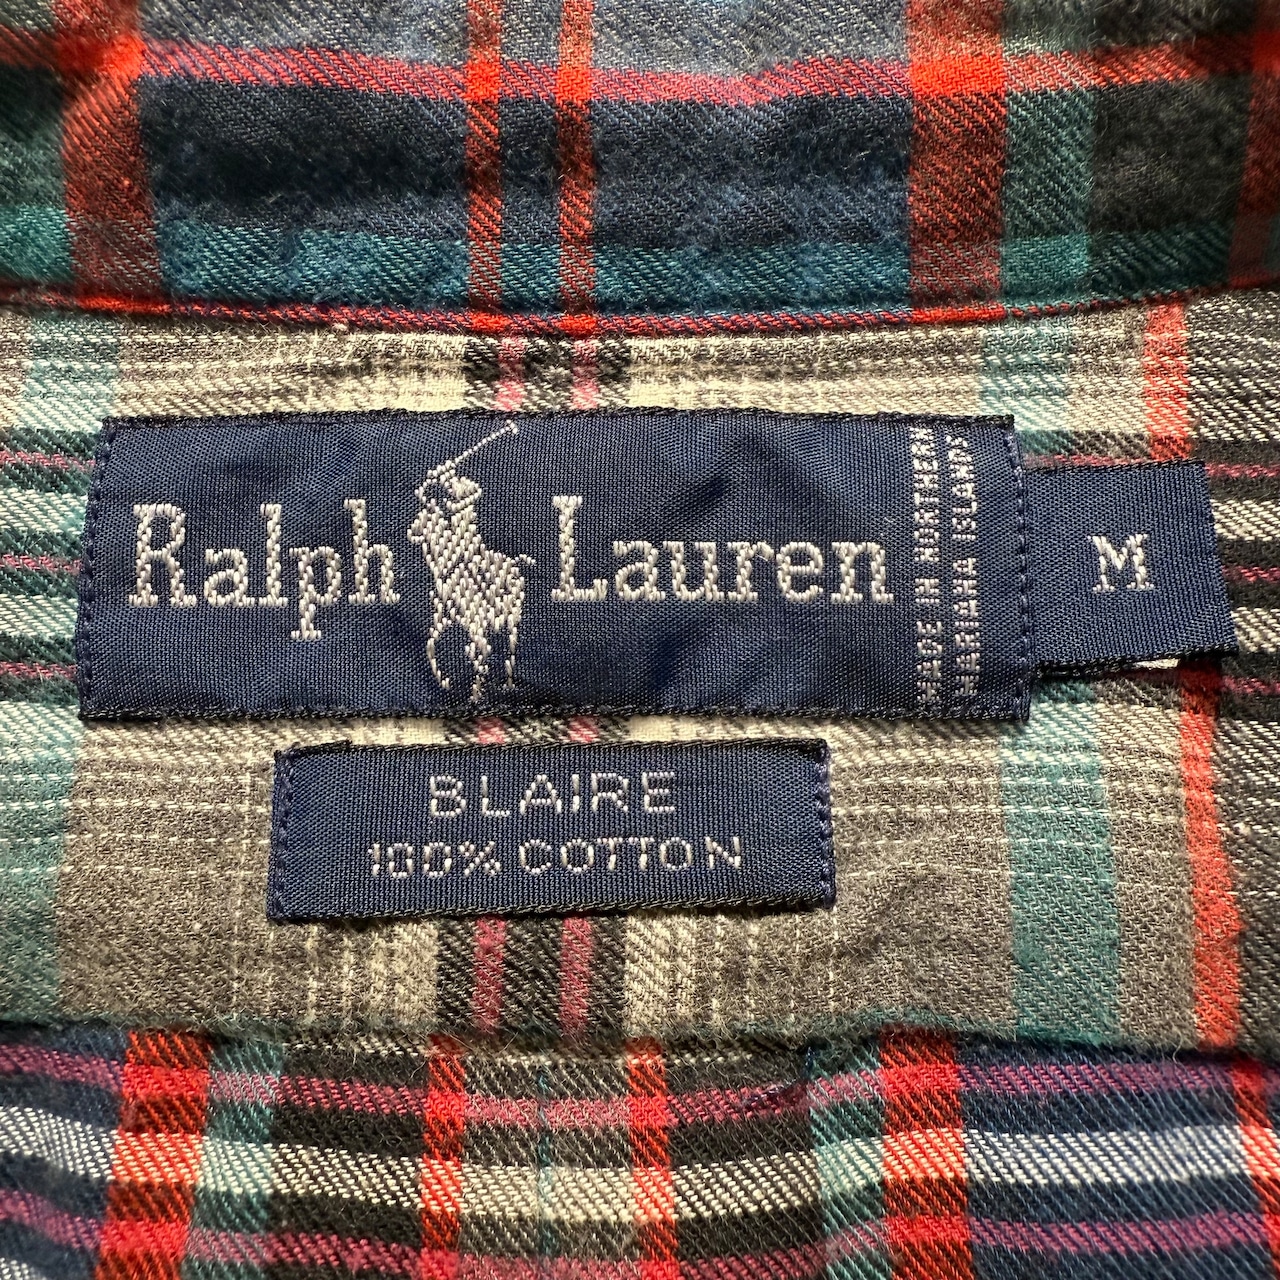 Ralph Lauren
MADE IN NORTHERN
MARIANA ISLANDS
M
BLAIRE
100% COTTON